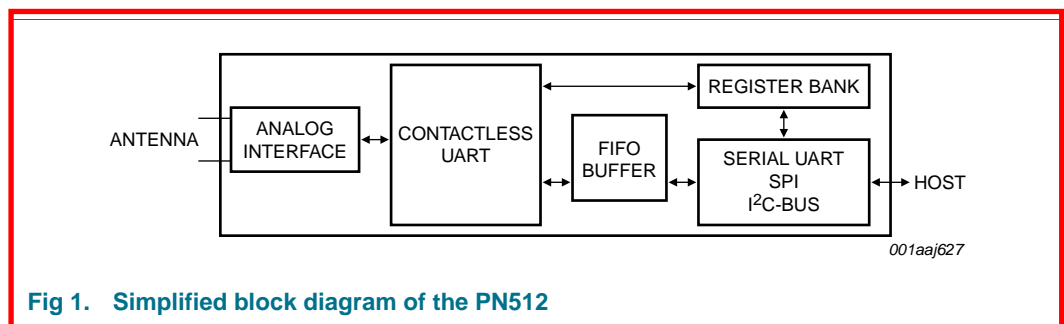 ANTENNA
ANALOG
INTERFACE
CONTACTLESS
UART
FIFO
BUFFER
REGISTER BANK
SERIAL UART
SPI
I²C-BUS
HOST
001aaj627
Fig 1. Simplified block diagram of the PN512